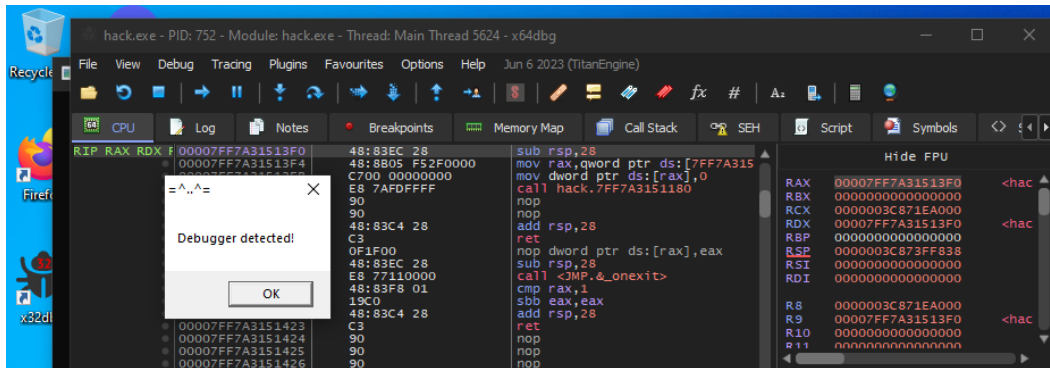 hack.exe - PID: 752 - Module: hack.exe - Thread: Main Thread 5624 - x64dbg
Recycle
File View Debug Tracing Plugins Favourites Options Help Jun 6 2023 (TitanEngine)
fx # A₂
CPU Log Notes Breakpoints Memory Map Call Stack SEH Script Symbols
RIP RAX RDX 00007FF7A31513F0 48:83EC 28 sub rsp,28
00007FF7A31513F4 48:8B05 F52F0000 mov rax,qword ptr ds:[7FF7A315
C700 00000000 mov dword ptr ds:[rax],0
E8 7AFDFFFF call hack.7FF7A3151180
90 nop
90 nop
48:83C4 28 add rsp,28
C3 ret
0F1F00 nop dword ptr ds:[rax],eax
48:83EC 28 sub rsp,28
E8 77110000 call <JMP.&_onexit>
48:83F8 01 cmp rax,1
19C0 sbb eax,eax
48:83C4 28 add rsp,28
00007FF7A3151423 C3 ret
00007FF7A3151424 90 nop
00007FF7A3151425 90 nop
00007FF7A3151426 90 nop
=^..^=
Debugger detected!
OK
Hide FPU
RAX 00007FF7A31513F0 <hac
RBX 0000000000000000
RCX 0000003C871EA000
RDX 00007FF7A31513F0 <hac
RBP 0000000000000000
RSP 0000003C873FF838
RSI 0000000000000000
RDI 0000000000000000
R8 0000003C871EA000
R9 00007FF7A31513F0 <hac
R10 0000000000000000
R11 0000000000000000
Firef
x32d